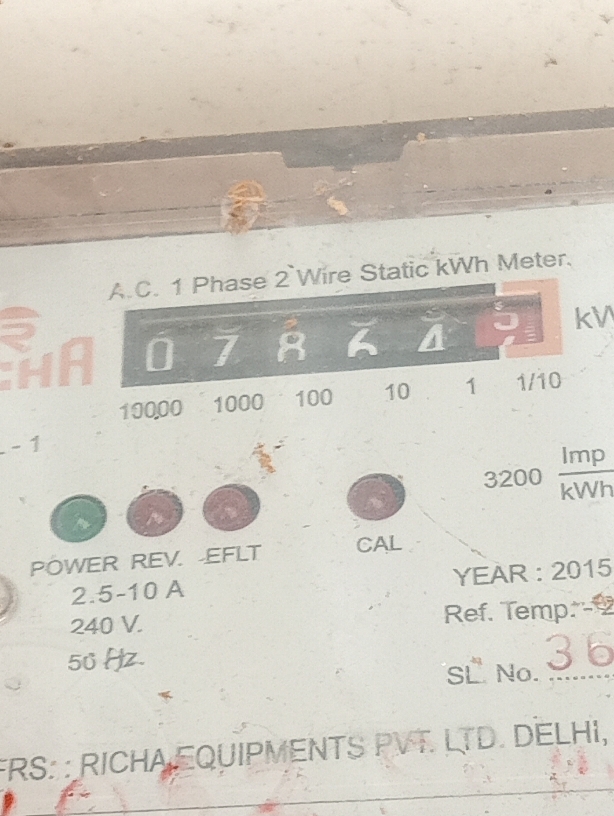 A.C. 1 Phase 2 Wire Static kWh Meter.
CHA
0 7 8 6 4
kW
10000 1000 100 10 1 1/10
- 1
3200 Imp
kWh
POWER REV. EFLT CAL
2.5-10 A
240 V.
50 Hz.
YEAR : 2015
Ref. Temp.
SL. No. 36
FRS. : RICHA EQUIPMENTS PVT. LTD. DELHI,